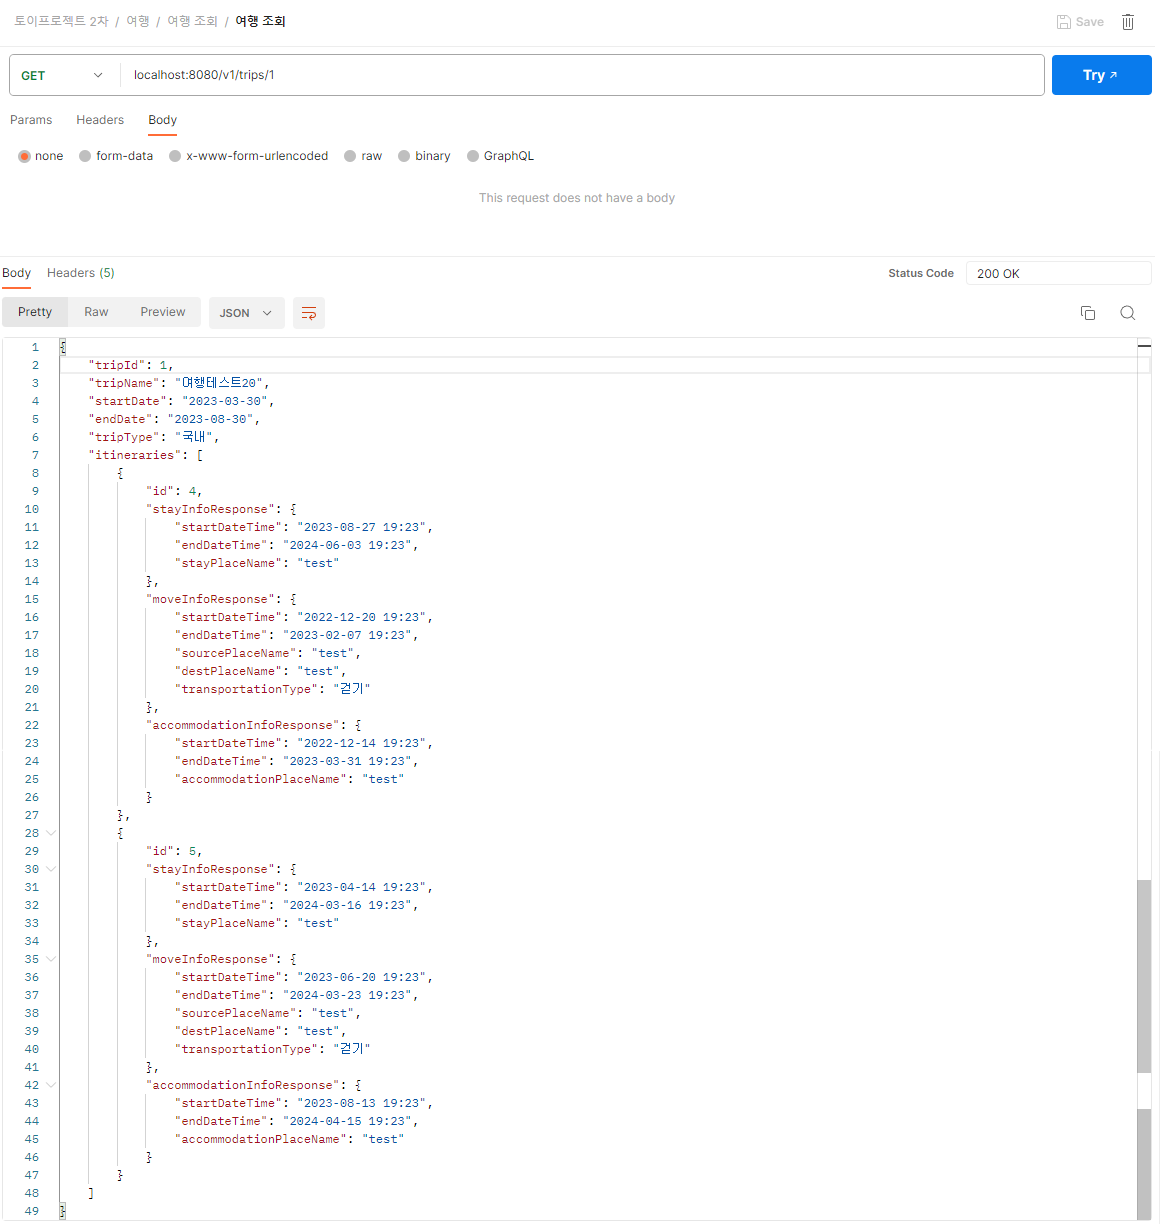 토이프로젝트 2차 / 여행 / 여행 조회 / 여행 조회
Save
GET localhost:8080/v1/trips/1 Try ↗
Params Headers Body
none form-data x-www-form-urlencoded raw binary GraphQL
This request does not have a body
Body Headers (5) Status Code 200 OK
Pretty Raw Preview JSON
1 {
2 "tripId": 1,
3 "tripName": "여행테스트20",
4 "startDate": "2023-03-30",
5 "endDate": "2023-08-30",
6 "tripType": "국내",
7 "itineraries": [
8 {
9 "id": 4,
10 "stayInfoResponse": {
11 "startDateTime": "2023-08-27 19:23",
12 "endDateTime": "2024-06-03 19:23",
13 "stayPlaceName": "test"
14 },
15 "moveInfoResponse": {
16 "startDateTime": "2022-12-20 19:23",
17 "endDateTime": "2023-02-07 19:23",
18 "sourcePlaceName": "test",
19 "destPlaceName": "test",
20 "transportationType": "걷기"
21 },
22 "accommodationInfoResponse": {
23 "startDateTime": "2022-12-14 19:23",
24 "endDateTime": "2023-03-31 19:23",
25 "accommodationPlaceName": "test"
26 }
27 },
28 {
29 "id": 5,
30 "stayInfoResponse": {
31 "startDateTime": "2023-04-14 19:23",
32 "endDateTime": "2024-03-16 19:23",
33 "stayPlaceName": "test"
34 },
35 "moveInfoResponse": {
36 "startDateTime": "2023-06-20 19:23",
37 "endDateTime": "2024-03-23 19:23",
38 "sourcePlaceName": "test",
39 "destPlaceName": "test",
40 "transportationType": "걷기"
41 },
42 "accommodationInfoResponse": {
43 "startDateTime": "2023-08-13 19:23",
44 "endDateTime": "2024-04-15 19:23",
45 "accommodationPlaceName": "test"
46 }
47 }
48 ]
49 }